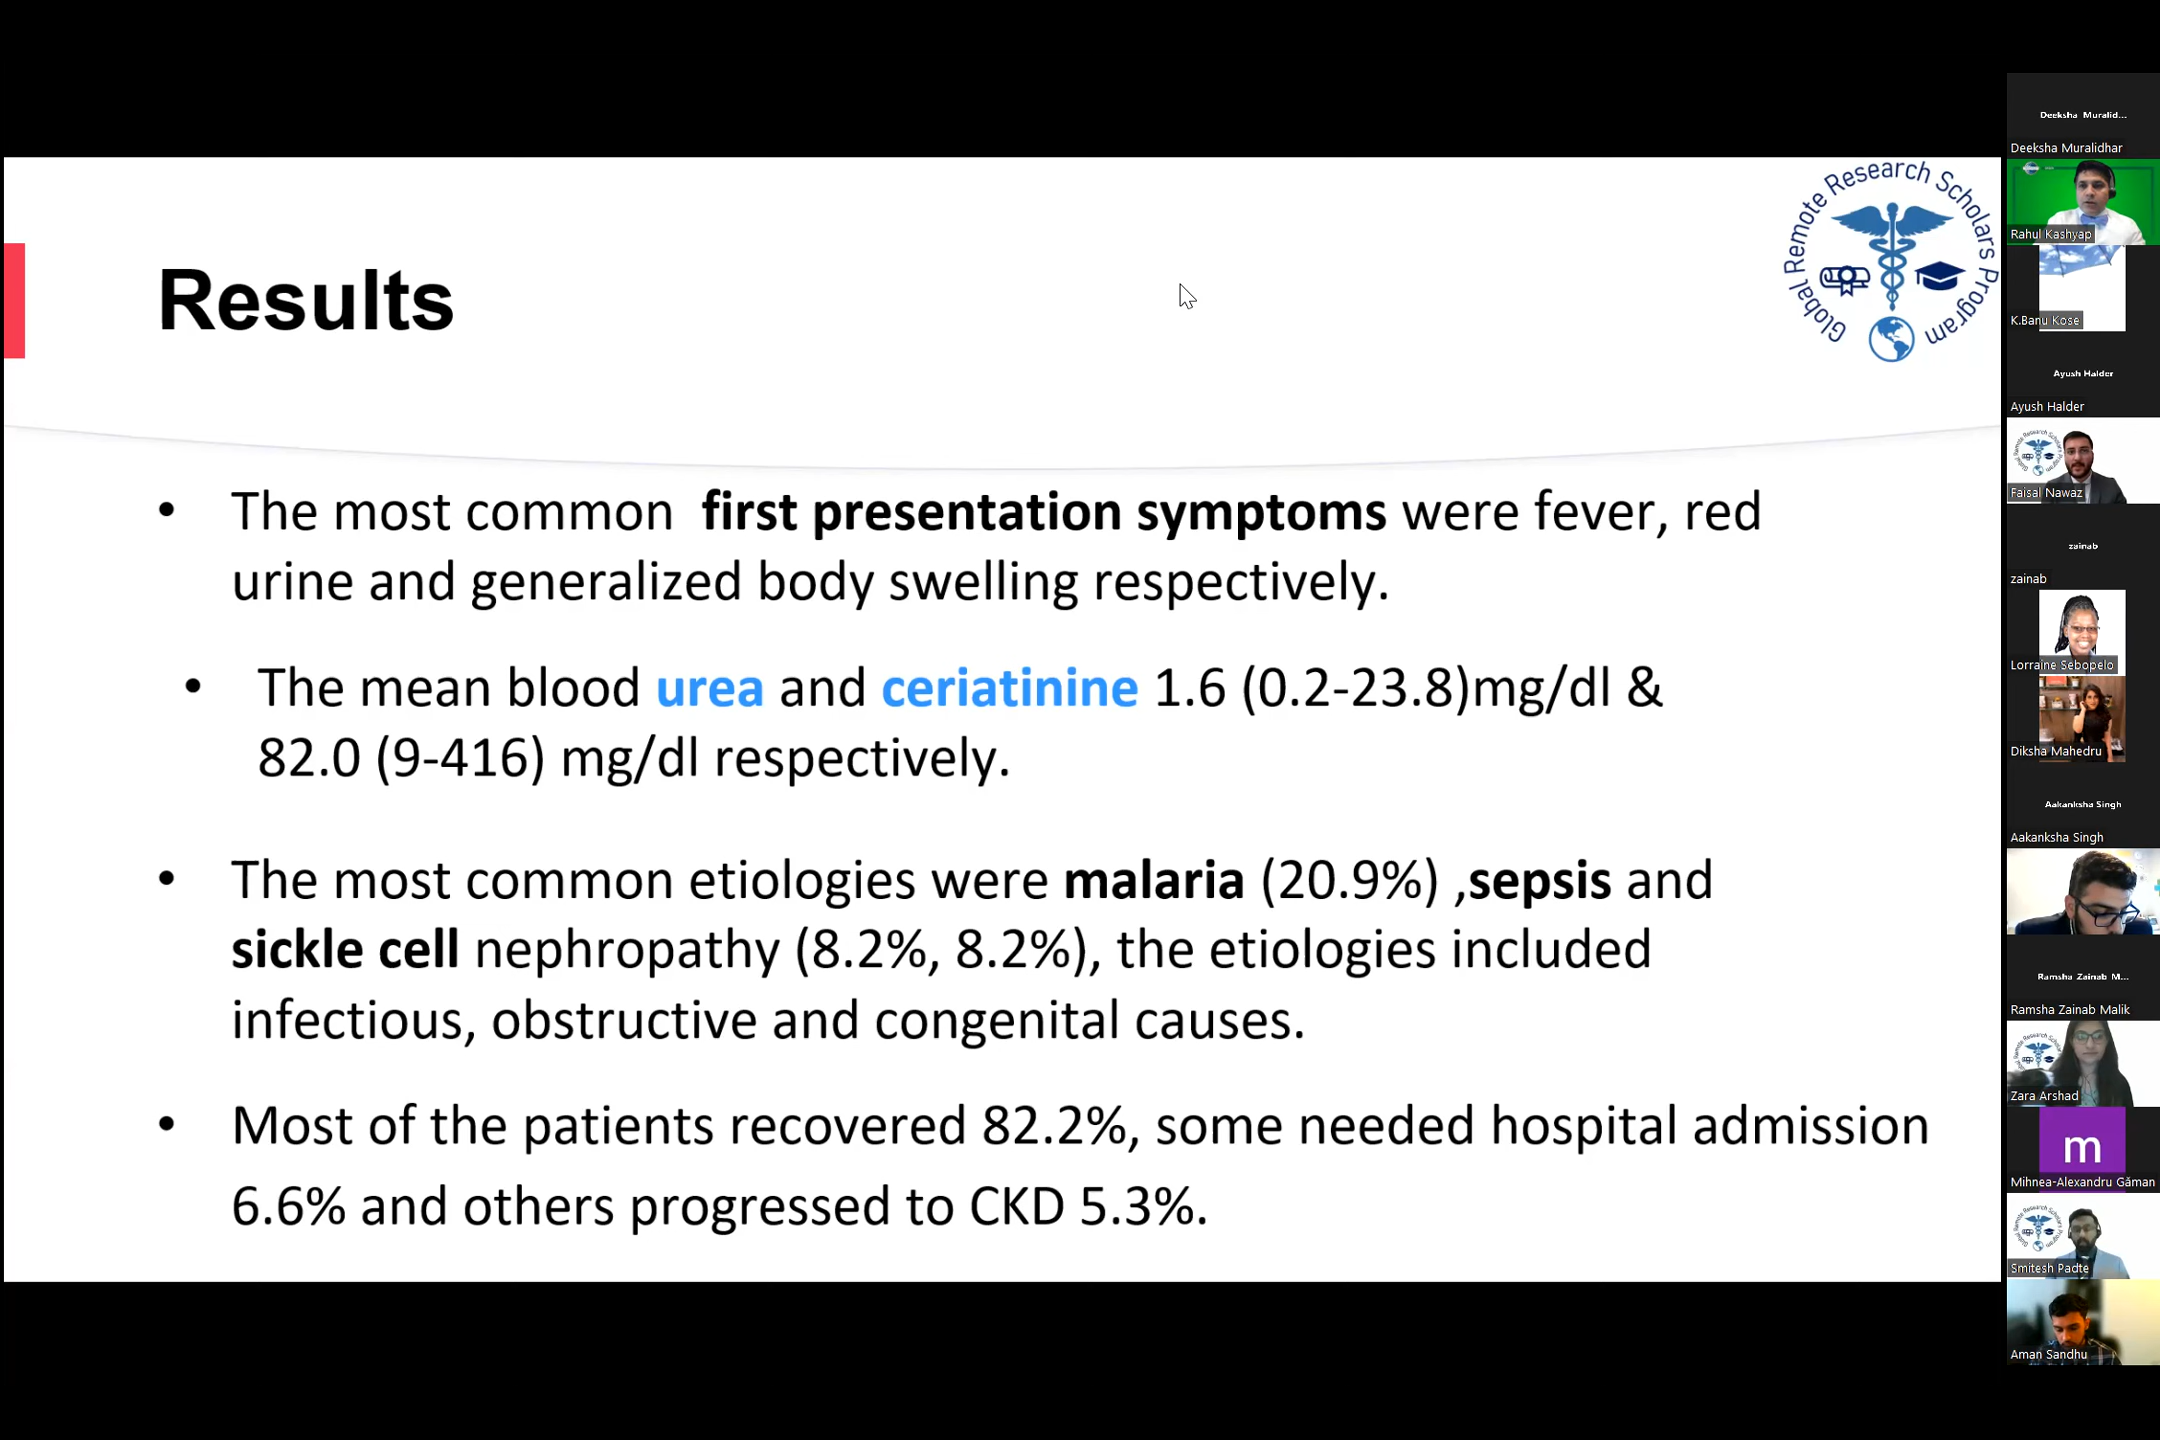 Results
Global Remote Research Scholars Program
• The most common first presentation symptoms were fever, red
urine and generalized body swelling respectively.
• The mean blood urea and ceriatinine 1.6 (0.2-23.8)mg/dl &
82.0 (9-416) mg/dl respectively.
• The most common etiologies were malaria (20.9%) ,sepsis and
sickle cell nephropathy (8.2%, 8.2%), the etiologies included
infectious, obstructive and congenital causes.
• Most of the patients recovered 82.2%, some needed hospital admission
6.6% and others progressed to CKD 5.3%.
Deeksha Muralid...
Deeksha Muralidhar
Rahul Kashyap
K.Banu Kose
Ayush Halder
Ayush Halder
Faisal Nawaz
zainab
zainab
Lorraine Sebopelo
Diksha Mahedru
Aakanksha Singh
Aakanksha Singh
Ramsha Zainab M...
Ramsha Zainab Malik
Zara Arshad
m
Mihnea-Alexandru Găman
Smitesh Padte
Aman Sandhu